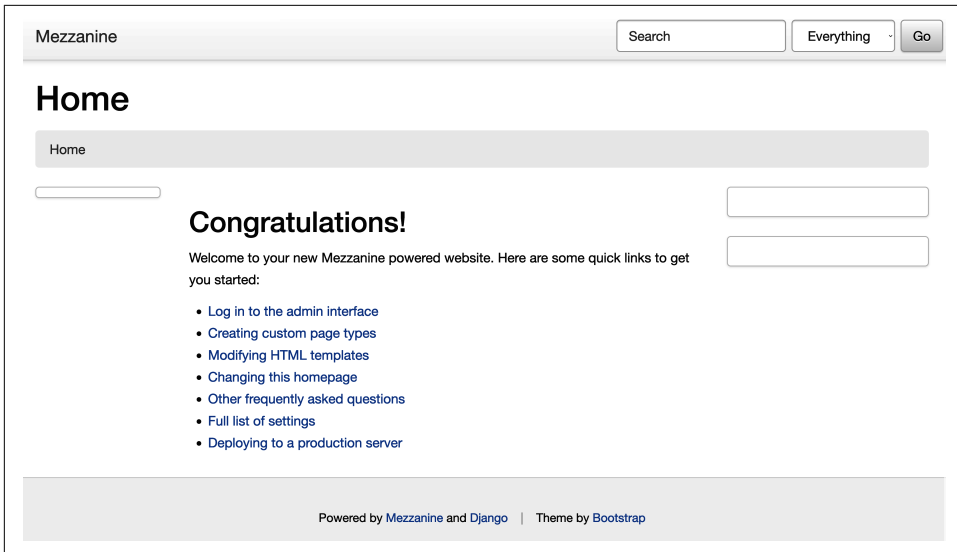 Mezzanine
Search
Everything
Go
Home
Home
Congratulations!
Welcome to your new Mezzanine powered website. Here are some quick links to get
you started:
• Log in to the admin interface
• Creating custom page types
• Modifying HTML templates
• Changing this homepage
• Other frequently asked questions
• Full list of settings
• Deploying to a production server
Powered by Mezzanine and Django | Theme by Bootstrap